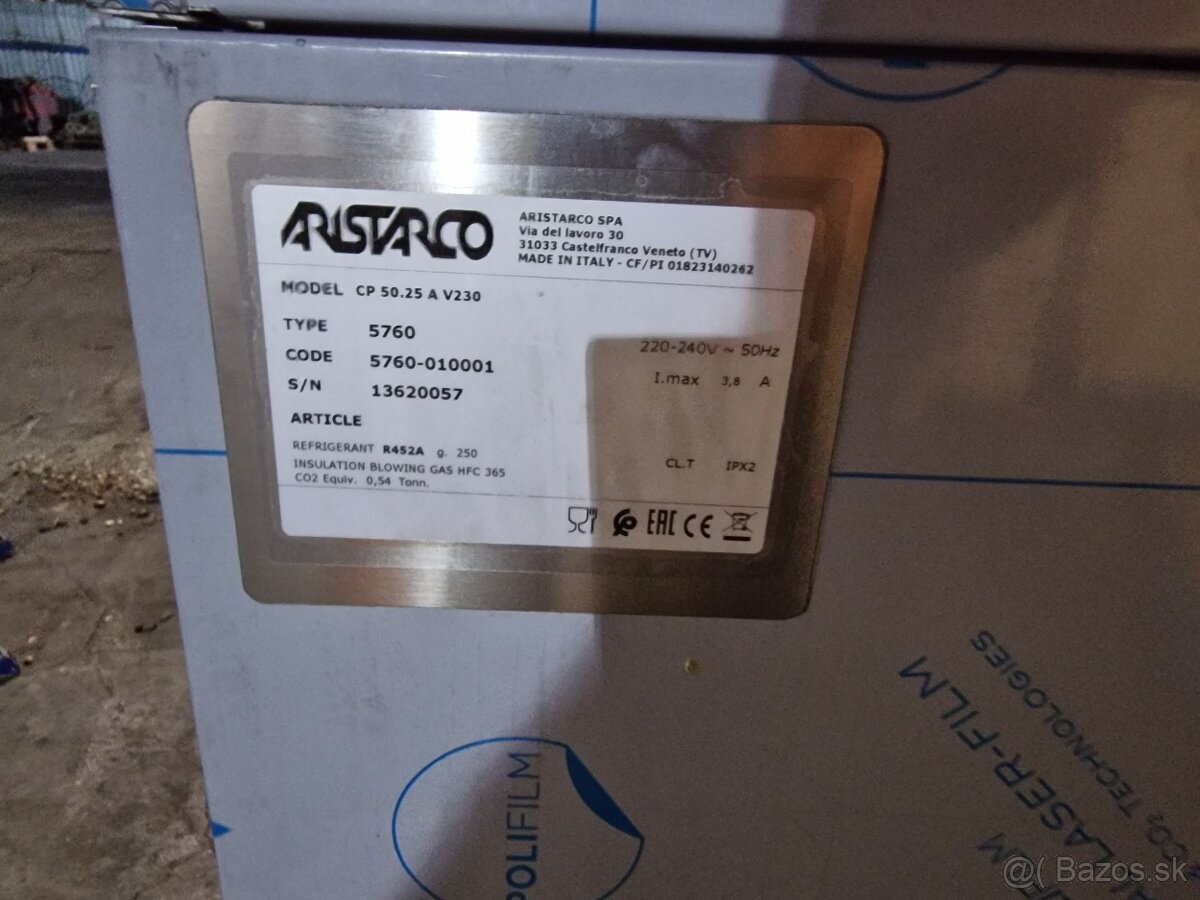 ARISTARCO
ARISTARCO SPA
Via del lavoro 30
31033 Castelfranco Veneto (TV)
MADE IN ITALY - CF/PI 01823140262
MODEL CP 50.25 A V230
TYPE 5760
220-240V ~ 50Hz
CODE 5760-010001
I.max 3,8 A
S/N 13620057
ARTICLE
REFRIGERANT R452A g. 250
INSULATION BLOWING GAS HFC 365
CL.T IPX2
CO2 Equiv. 0,54 Tonn.
EAC CE
POLIFILM
LASER-FILM
CO₂ TECHNOLOGIES
@( Bazos.sk